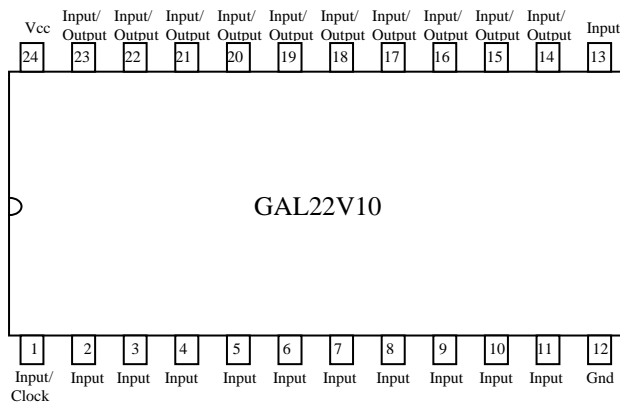 Vcc Input/ Input/ Input/ Input/ Input/ Input/ Input/ Input/ Input/ Input/ Input
Output Output Output Output Output Output Output Output Output Output
24 23 22 21 20 19 18 17 16 15 14 13
GAL22V10
1 2 3 4 5 6 7 8 9 10 11 12
Input/ Input Input Input Input Input Input Input Input Input Input Gnd
Clock